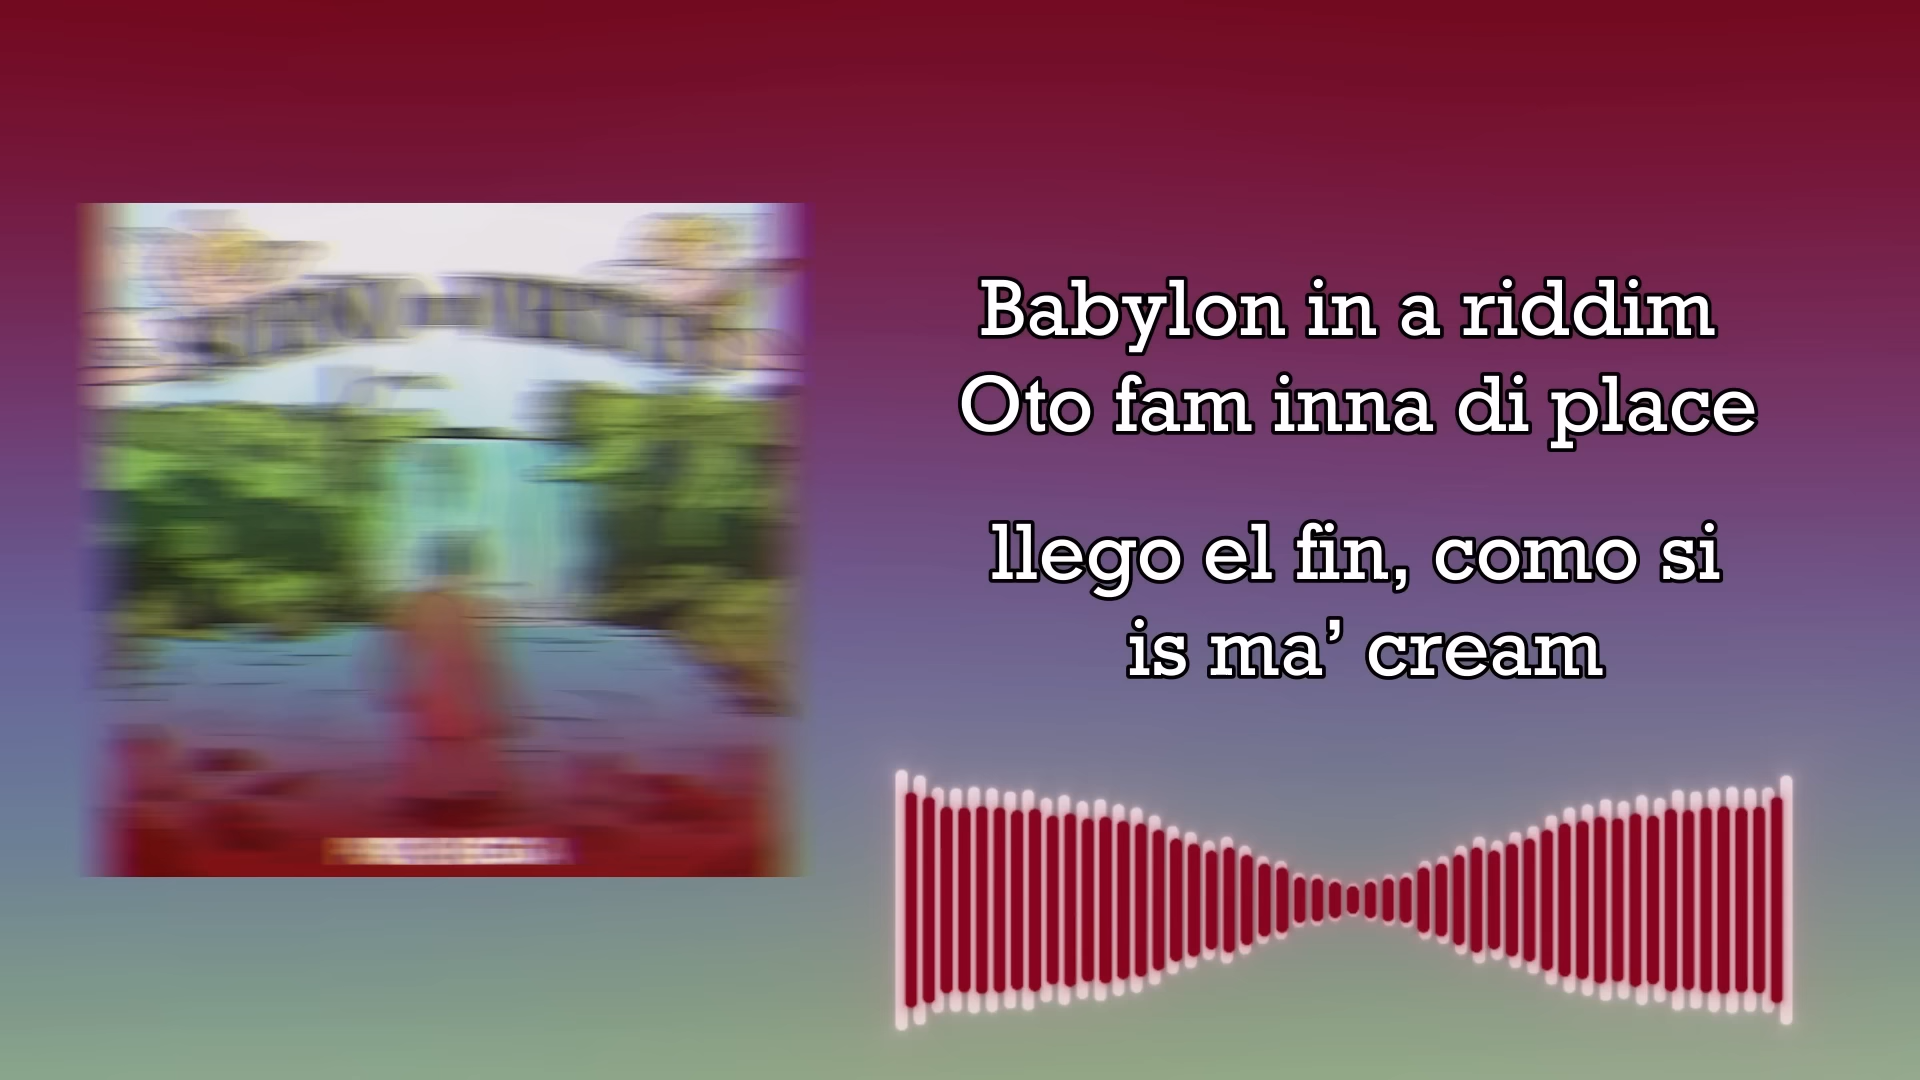 Babylon in a riddim
Oto fam inna di place
llego el fin, como si
is ma’ cream